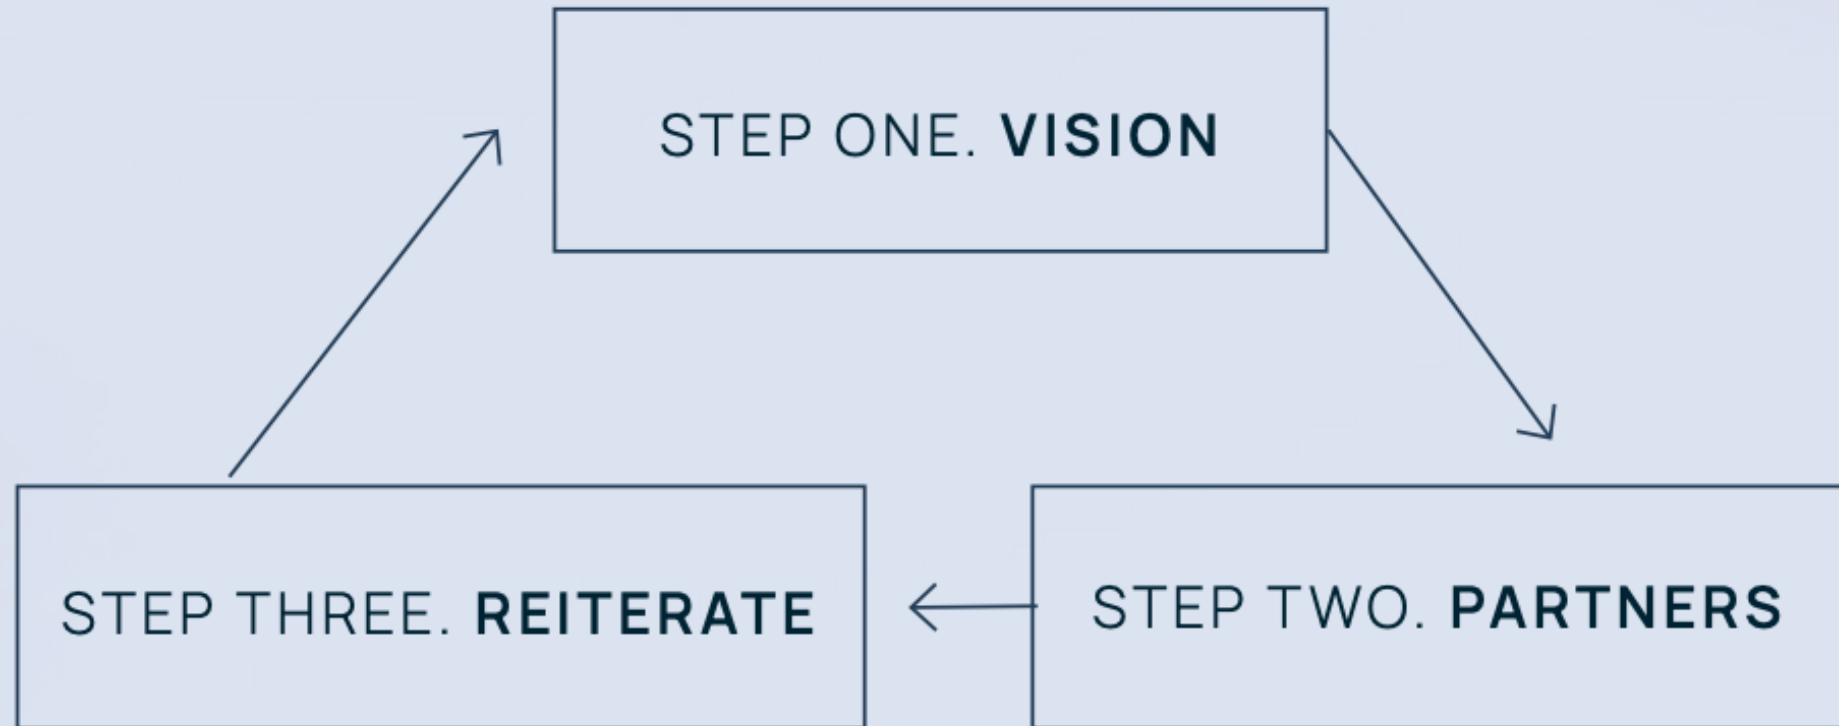 STEP ONE. VISION
STEP THREE. REITERATE
STEP TWO. PARTNERS